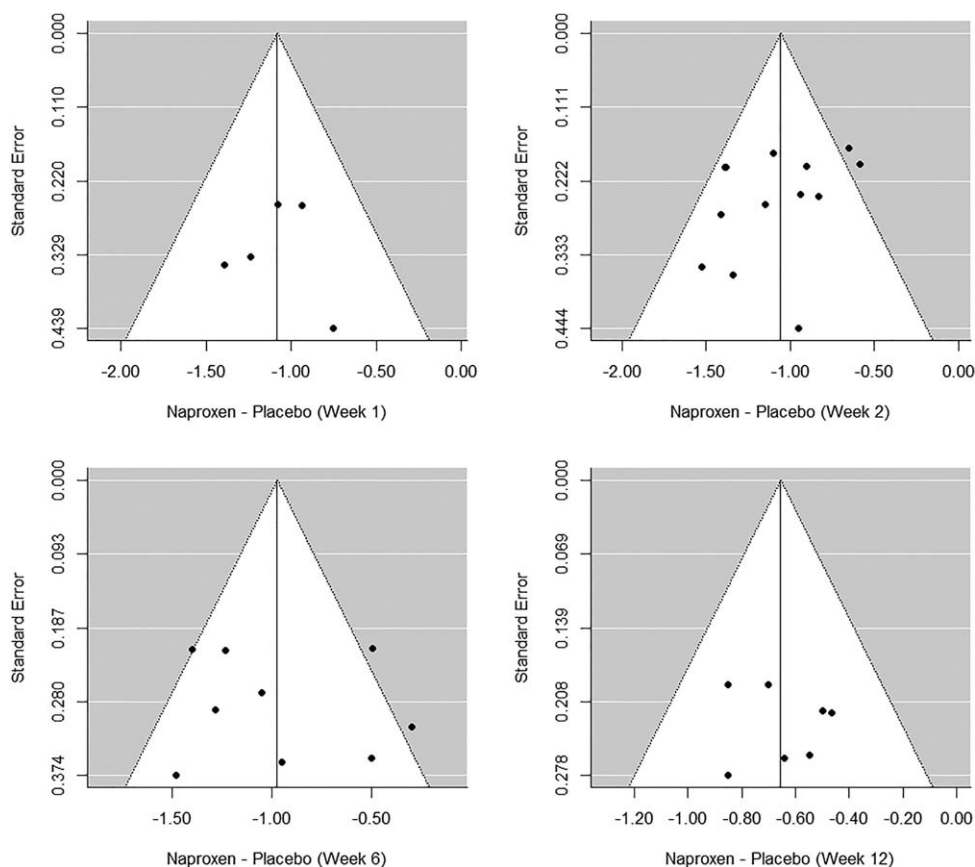 0.000
0.110
0.220
0.329
0.439
Standard Error
-2.00 -1.50 -1.00 -0.50 0.00
Naproxen - Placebo (Week 1)
0.000
0.111
0.222
0.333
0.444
Standard Error
-2.00 -1.50 -1.00 -0.50 0.00
Naproxen - Placebo (Week 2)
0.000
0.093
0.187
0.280
0.374
Standard Error
-1.50 -1.00 -0.50
Naproxen - Placebo (Week 6)
0.000
0.069
0.139
0.208
0.278
Standard Error
-1.20 -1.00 -0.80 -0.60 -0.40 -0.20 0.00
Naproxen - Placebo (Week 12)